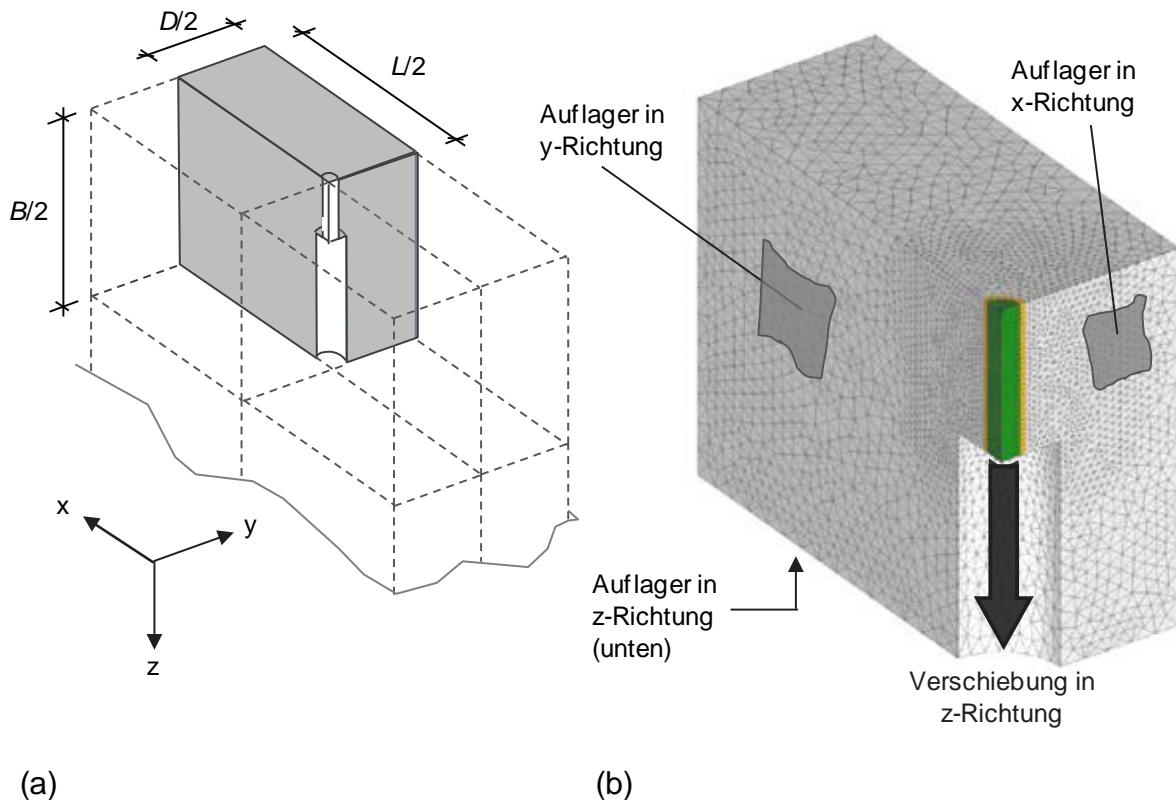 D/2
L/2
B/2
x
y
z
(a)
Auflager in
y-Richtung
Auflager in
x-Richtung
Auflager in
z-Richtung
(unten)
Verschiebung in
z-Richtung
(b)